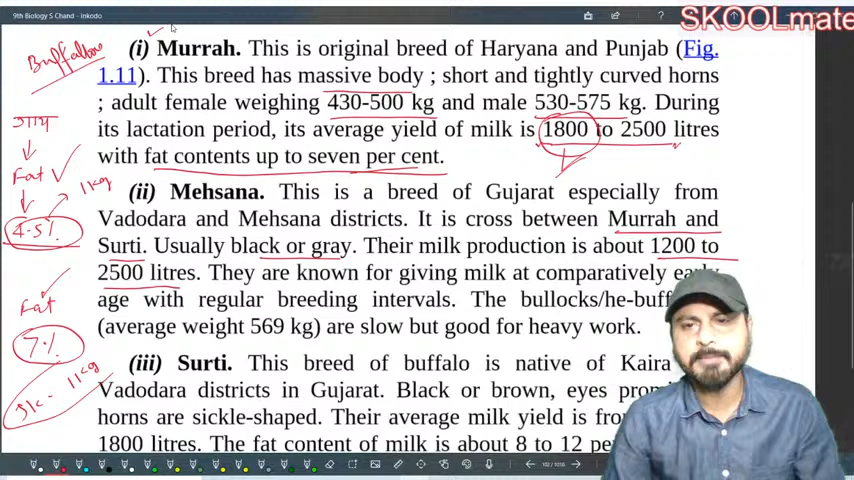 9th Biology S Chand - Inkodo
SKOOLmate
Buffaloes
(i) Murrah. This is original breed of Haryana and Punjab (Fig.
1.11). This breed has massive body ; short and tightly curved horns
; adult female weighing 430-500 kg and male 530-575 kg. During
its lactation period, its average yield of milk is 1800 to 2500 litres
with fat contents up to seven per cent.
गाय
Fat
1kg
4-5%
(ii) Mehsana. This is a breed of Gujarat especially from
Vadodara and Mehsana districts. It is cross between Murrah and
Surti. Usually black or gray. Their milk production is about 1200 to
2500 litres. They are known for giving milk at comparatively early
age with regular breeding intervals. The bullocks/he-buff
(average weight 569 kg) are slow but good for heavy work.
Fat
7%
11kg
(iii) Surti. This breed of buffalo is native of Kaira
Vadodara districts in Gujarat. Black or brown, eyes promi
horns are sickle-shaped. Their average milk yield is fro
1800 litres. The fat content of milk is about 8 to 12 pe
102 / 1016